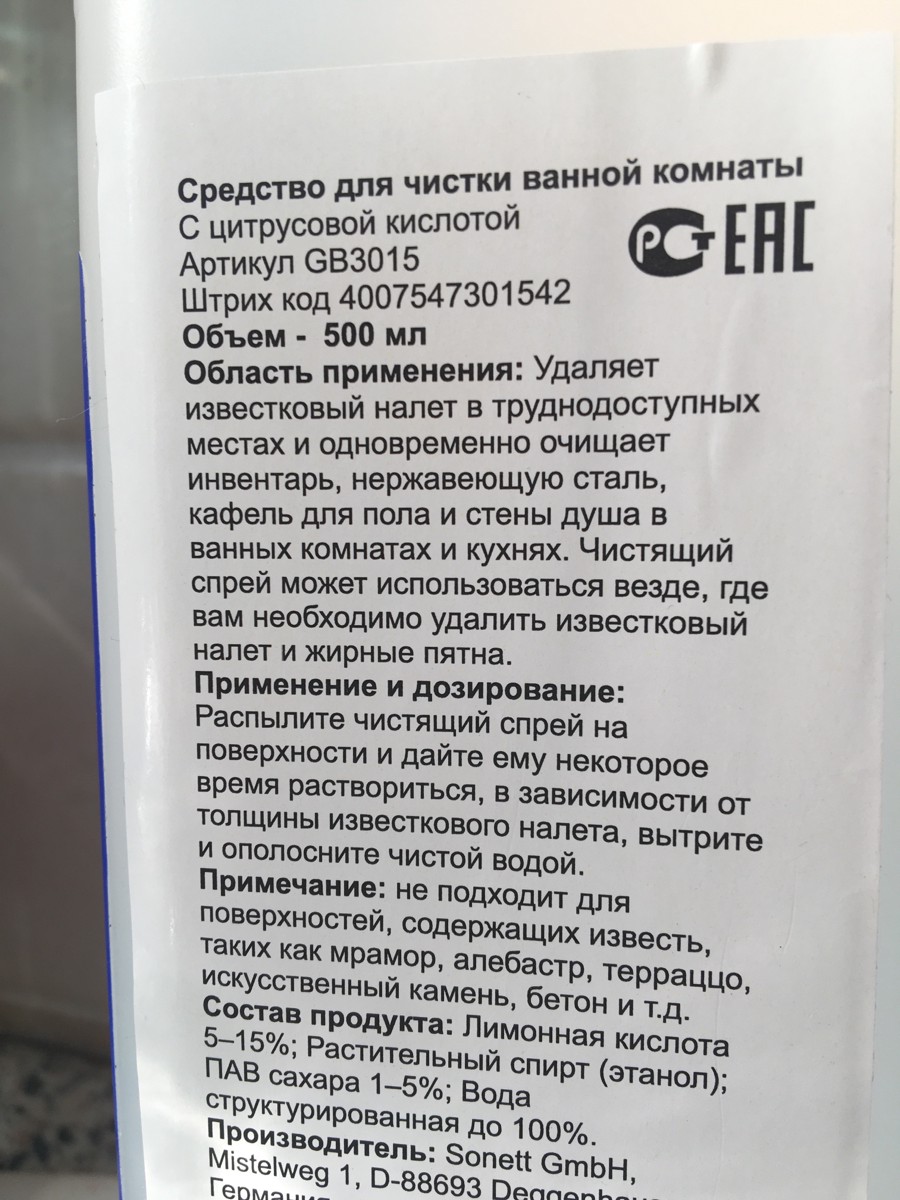 Средство для чистки ванной комнаты
С цитрусовой кислотой
Артикул GB3015
РСТ ЕАС
Штрих код 4007547301542
Объем - 500 мл
Область применения: Удаляет
известковый налет в труднодоступных
местах и одновременно очищает
инвентарь, нержавеющую сталь,
кафель для пола и стены душа в
ванных комнатах и кухнях. Чистящий
спрей может использоваться везде, где
вам необходимо удалить известковый
налет и жирные пятна.
Применение и дозирование:
Распылите чистящий спрей на
поверхности и дайте ему некоторое
время раствориться, в зависимости от
толщины известкового налета, вытрите
и ополосните чистой водой.
Примечание: не подходит для
поверхностей, содержащих известь,
таких как мрамор, алебастр, терраццо,
искусственный камень, бетон и т.д.
Состав продукта: Лимонная кислота
5–15%; Растительный спирт (этанол);
ПАВ сахара 1–5%; Вода
структурированная до 100%.
Производитель: Sonett GmbH,
Mistelweg 1, D-88693
Германия